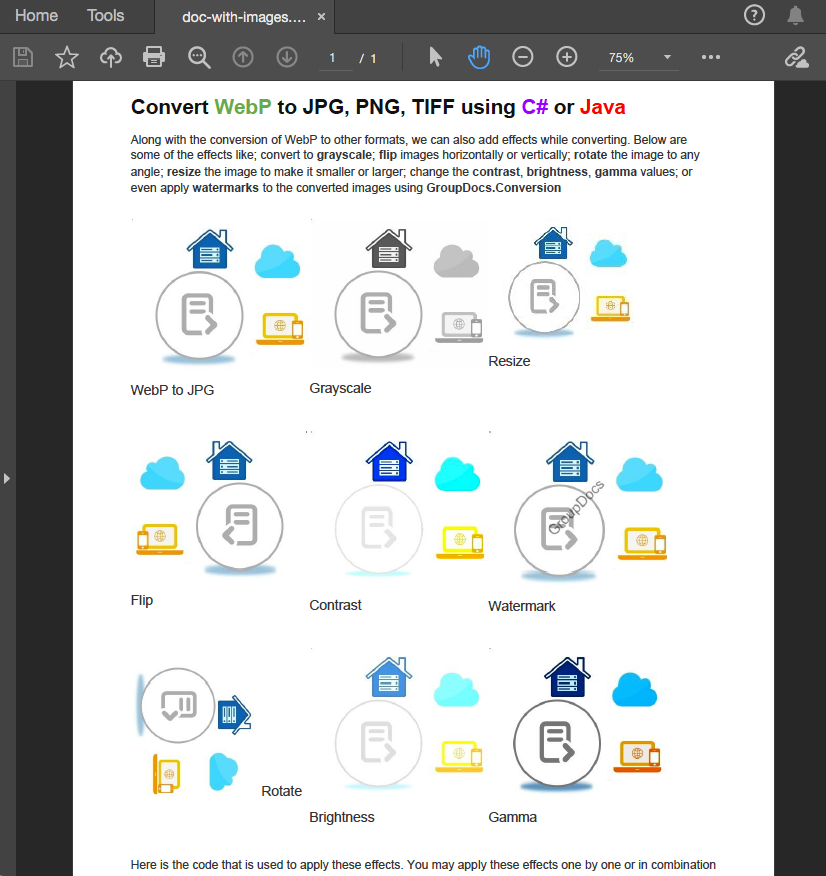 Home Tools doc-with-images.... ×
1 / 1 75%
Convert WebP to JPG, PNG, TIFF using C# or Java
Along with the conversion of WebP to other formats, we can also add effects while converting. Below are
some of the effects like; convert to grayscale; flip images horizontally or vertically; rotate the image to any
angle; resize the image to make it smaller or larger; change the contrast, brightness, gamma values; or
even apply watermarks to the converted images using GroupDocs.Conversion
WebP to JPG
Grayscale
Resize
Flip
Contrast
GroupDocs
Watermark
Rotate
Brightness
Gamma
Here is the code that is used to apply these effects. You may apply these effects one by one or in combination